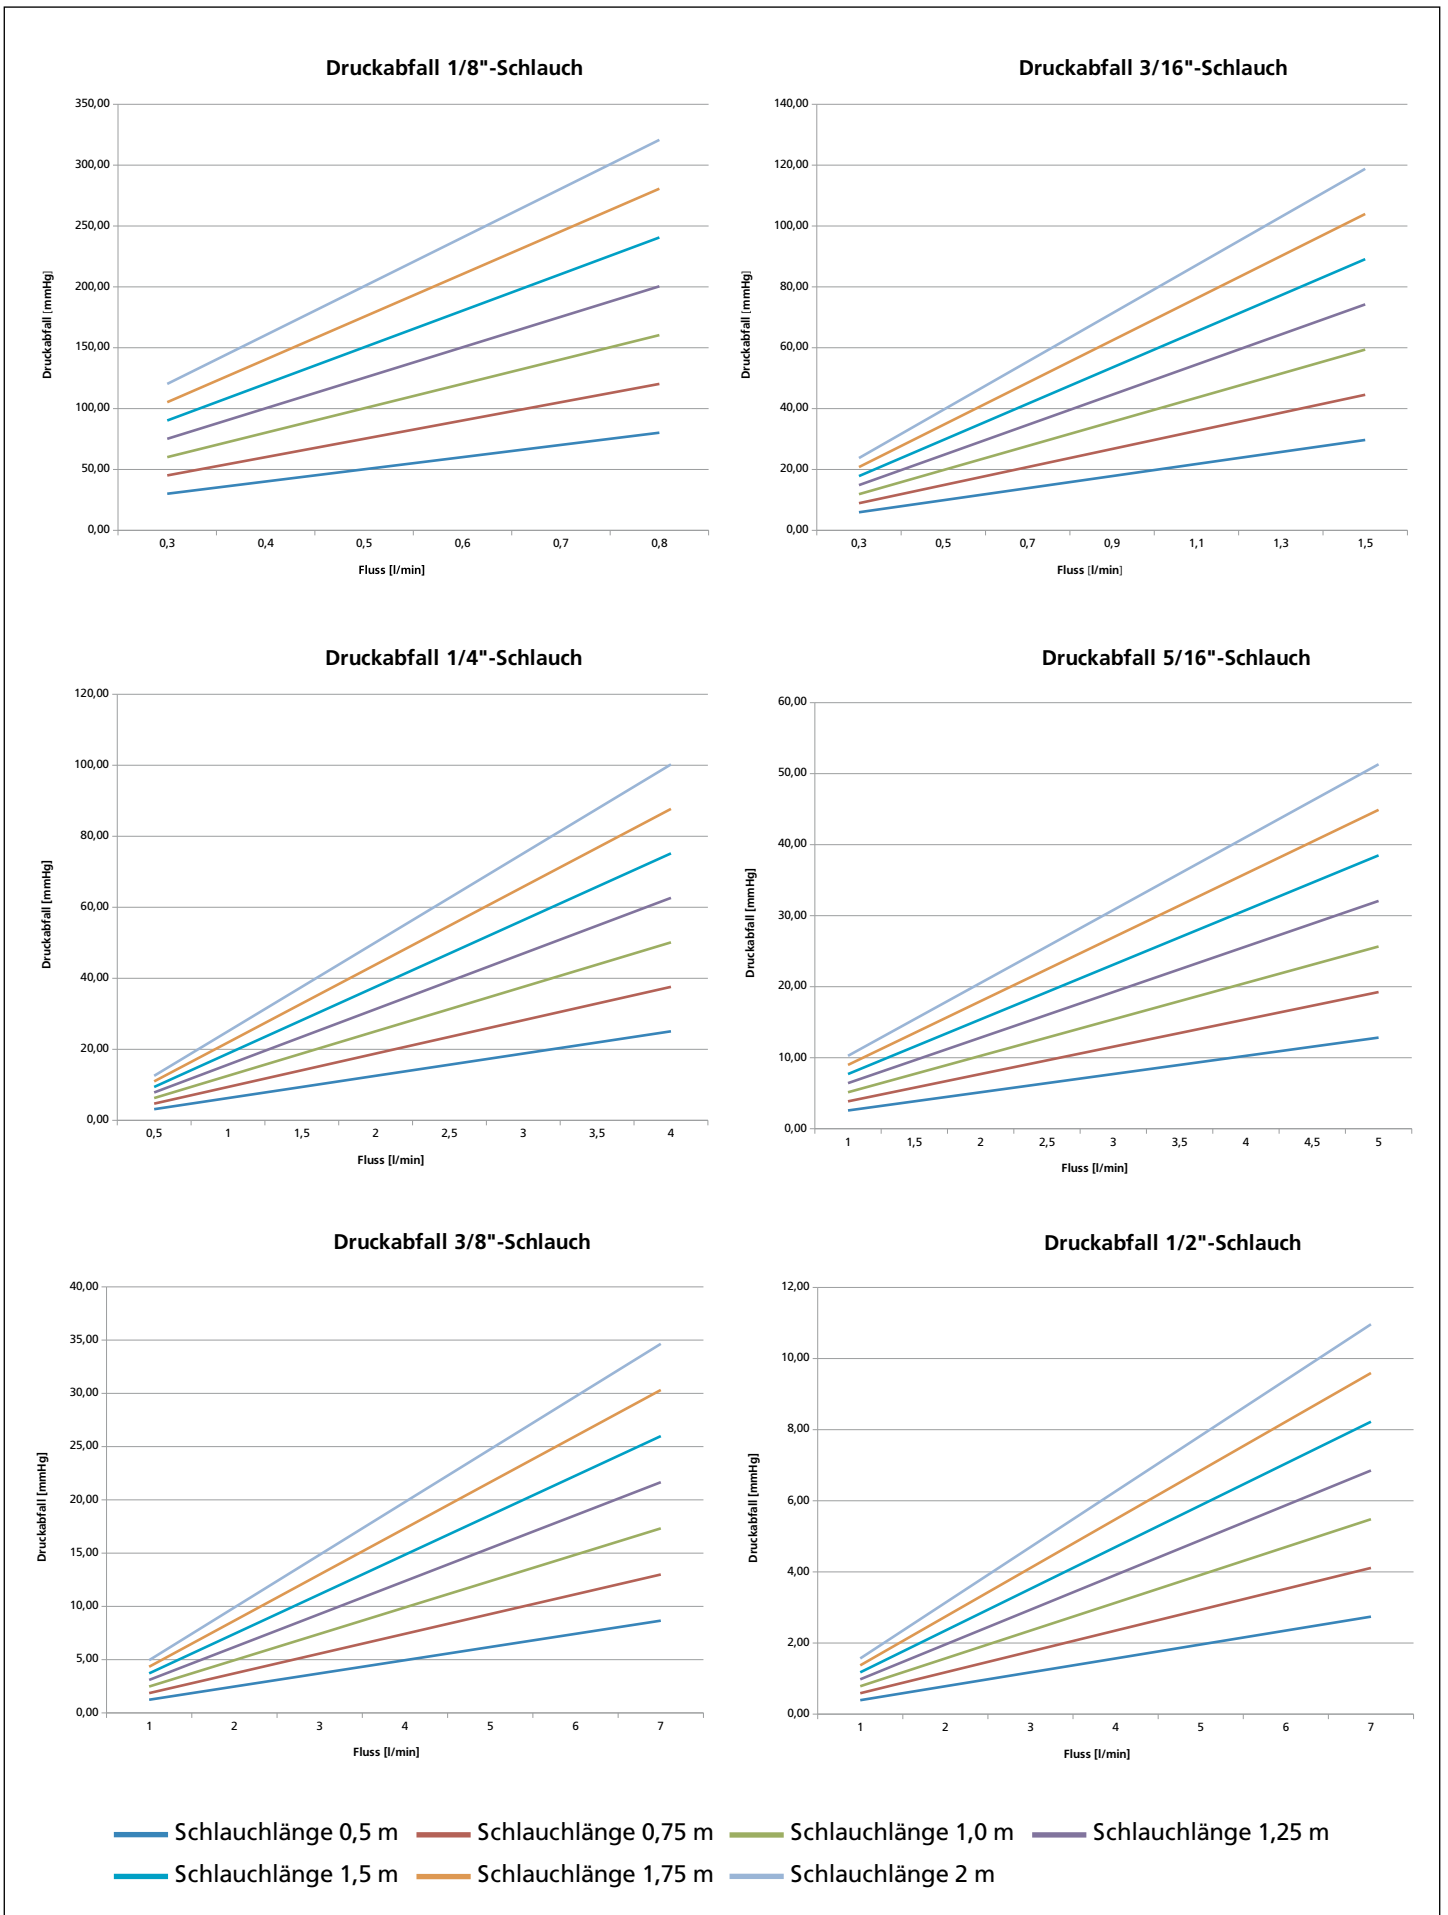 Druckabfall 1/8"-Schlauch
350,00
300,00
250,00
200,00
150,00
100,00
50,00
0,00
Druckabfall [mmHg]
0,3 0,4 0,5 0,6 0,7 0,8
Fluss [l/min]
Druckabfall 3/16"-Schlauch
140,00
120,00
100,00
80,00
60,00
40,00
20,00
0,00
Druckabfall [mmHg]
0,3 0,5 0,7 0,9 1,1 1,3 1,5
Fluss [l/min]
Druckabfall 1/4"-Schlauch
120,00
100,00
80,00
60,00
40,00
20,00
0,00
Druckabfall [mmHg]
0,5 1 1,5 2 2,5 3 3,5 4
Fluss [l/min]
Druckabfall 5/16"-Schlauch
60,00
50,00
40,00
30,00
20,00
10,00
0,00
Druckabfall [mmHg]
1 1,5 2 2,5 3 3,5 4 4,5 5
Fluss [l/min]
Druckabfall 3/8"-Schlauch
40,00
35,00
30,00
25,00
20,00
15,00
10,00
5,00
0,00
Druckabfall [mmHg]
1 2 3 4 5 6 7
Fluss [l/min]
Druckabfall 1/2"-Schlauch
12,00
10,00
8,00
6,00
4,00
2,00
0,00
Druckabfall [mmHg]
1 2 3 4 5 6 7
Fluss [l/min]
Schlauchlänge 0,5 m Schlauchlänge 0,75 m Schlauchlänge 1,0 m Schlauchlänge 1,25 m
Schlauchlänge 1,5 m Schlauchlänge 1,75 m Schlauchlänge 2 m